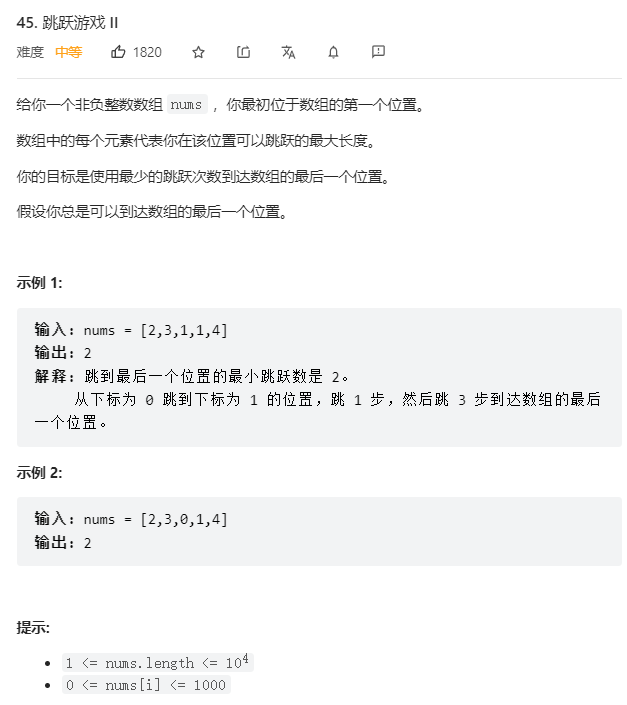 45. 跳跃游戏 II
难度 中等 1820
给你一个非负整数数组 nums ，你最初位于数组的第一个位置。
数组中的每个元素代表你在该位置可以跳跃的最大长度。
你的目标是使用最少的跳跃次数到达数组的最后一个位置。
假设你总是可以到达数组的最后一个位置。
示例 1:
输入: nums = [2,3,1,1,4]
输出: 2
解释: 跳到最后一个位置的最小跳跃数是 2。
从下标为 0 跳到下标为 1 的位置，跳 1 步，然后跳 3 步到达数组的最后
一个位置。
示例 2:
输入: nums = [2,3,0,1,4]
输出: 2
提示:
• 1 <= nums.length <= 10⁴
• 0 <= nums[i] <= 1000